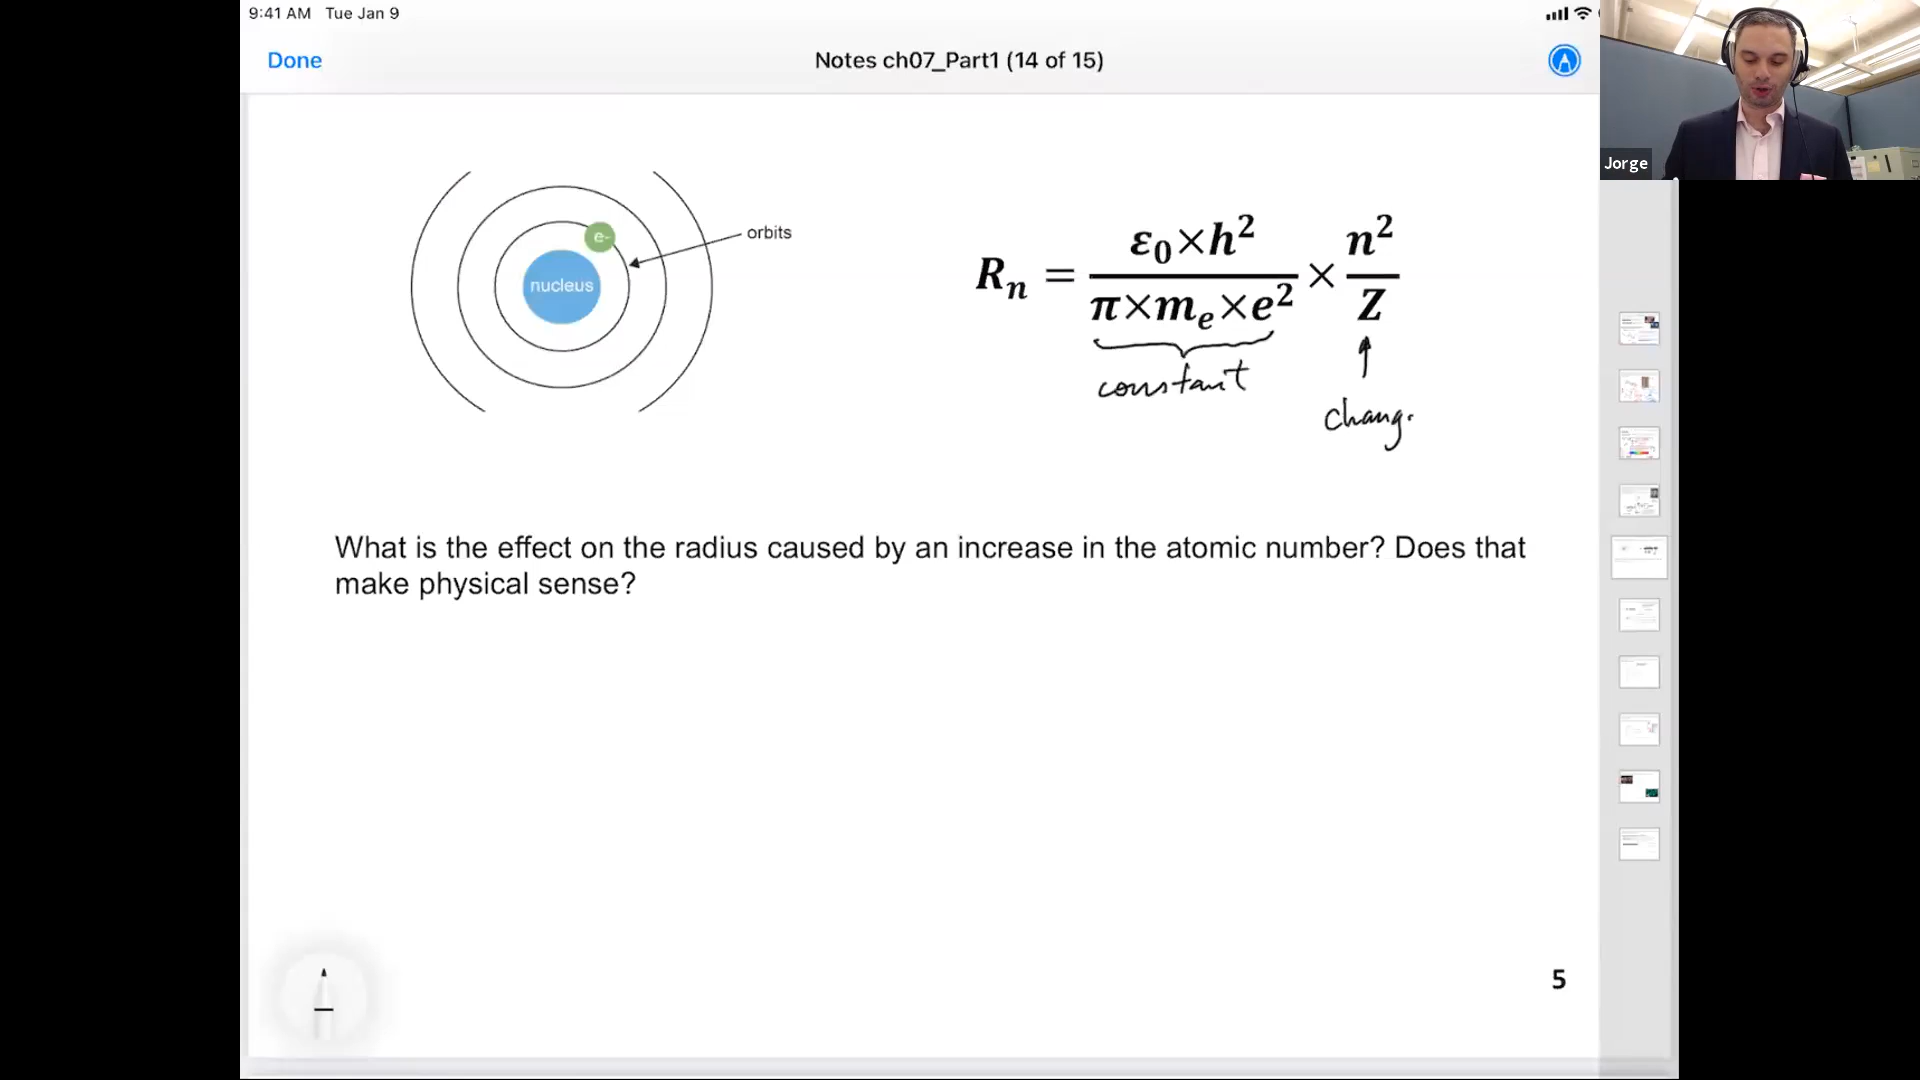 9:41 AM Tue Jan 9
Done
Notes ch07_Part1 (14 of 15)
Jorge
e-
nucleus
orbits
Rₙ = ε₀×h² / π×mₑ×e² × n² / Z
constant
chang.
What is the effect on the radius caused by an increase in the atomic number? Does that
make physical sense?
5